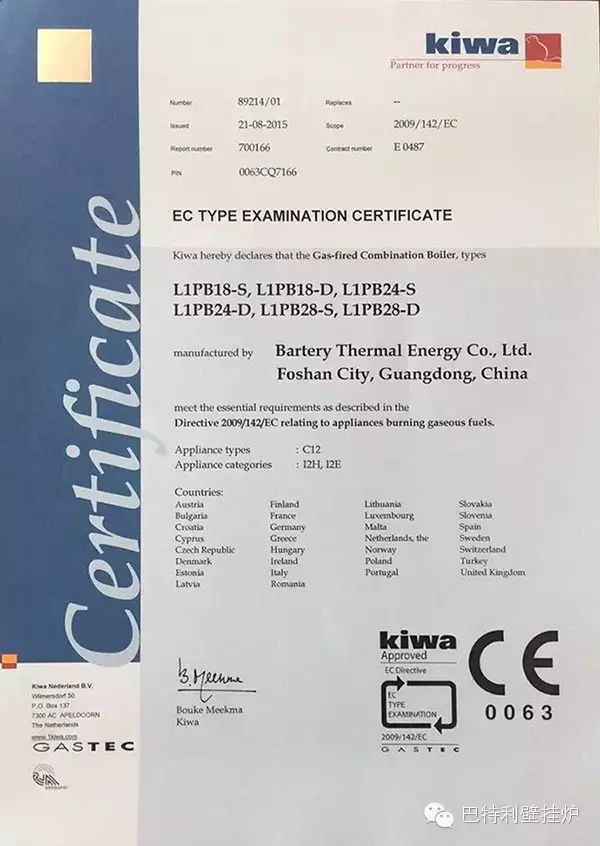 kiwa
Partner for progress
Number 89214/01 Replaces --
Issued 21-08-2015 Scope 2009/142/EC
Report number 700166 Contract number E 0487
PIN 0063CQ7166
Certificate
EC TYPE EXAMINATION CERTIFICATE
Kiwa hereby declares that the Gas-fired Combination Boiler, types
L1PB18-S, L1PB18-D, L1PB24-S
L1PB24-D, L1PB28-S, L1PB28-D
manufactured by Bartery Thermal Energy Co., Ltd.
Foshan City, Guangdong, China
meet the essential requirements as described in the
Directive 2009/142/EC relating to appliances burning gaseous fuels.
Appliance types : C12
Appliance categories : I2H, I2E
Countries:
Austria Finland Lithuania Slovakia
Bulgaria France Luxembourg Slovenia
Croatia Germany Malta Spain
Cyprus Greece Netherlands, the Sweden
Czech Republic Hungary Norway Switzerland
Denmark Ireland Poland Turkey
Estonia Italy Portugal United Kingdom
Latvia Romania
B. Meekma
Bouke Meekma
Kiwa
Kiwa Nederland B.V.
Wilmersdorf 50
P.O. Box 137
7300 AC APELDOORN
The Netherlands
www.1kiwa.com
GASTEC
kiwa
Approved
EC Directive
EC
TYPE
EXAMINATION
2009/142/EC
GASTEC
CE
0063
巴特利壁挂炉